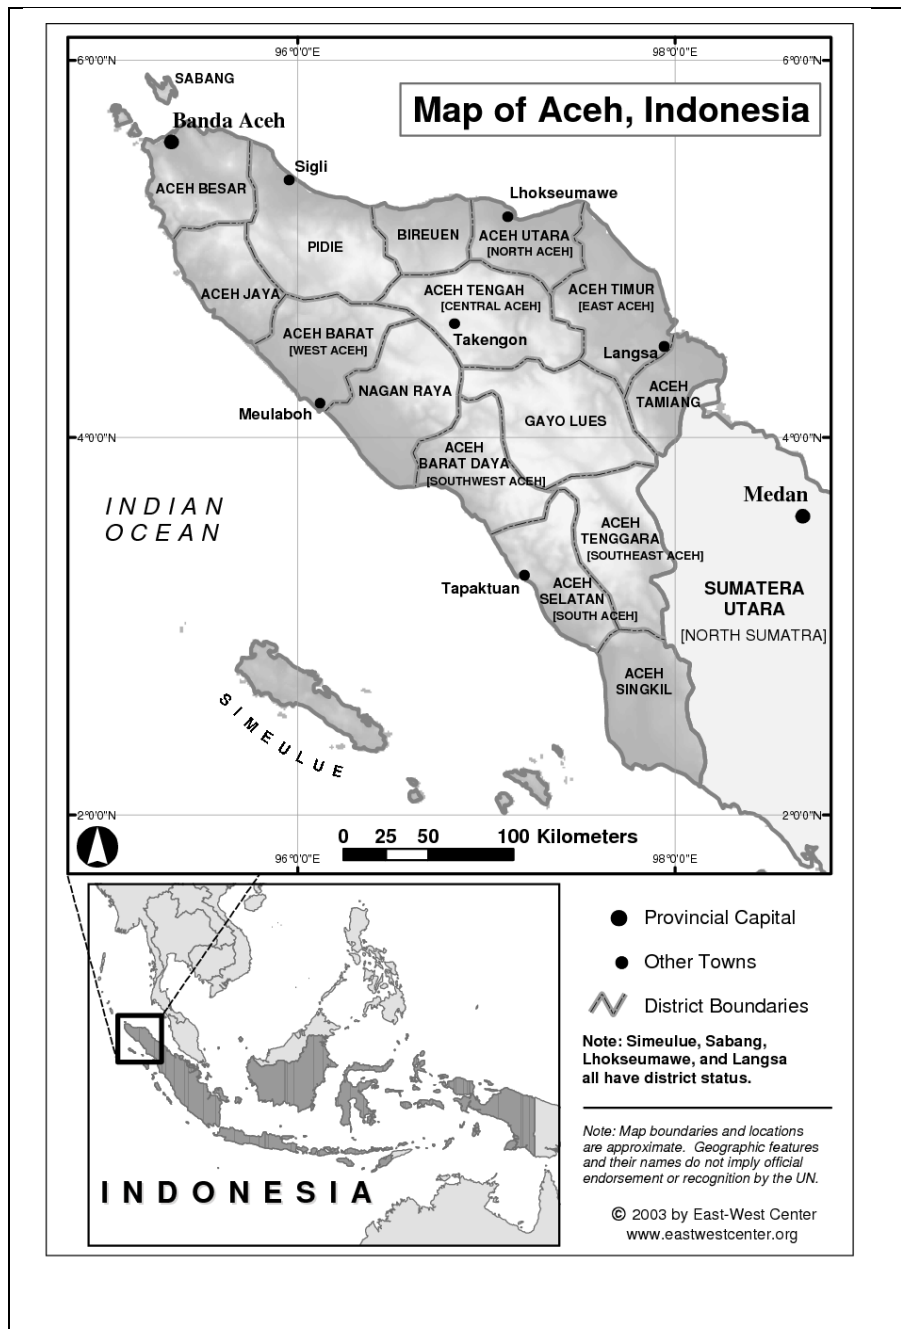 96°0'0"E
98°0'0"E
6°0'0"N
6°0'0"N
SABANG
Map of Aceh, Indonesia
Banda Aceh
Sigli
ACEH BESAR
Lhokseumawe
PIDIE
BIREUEN
ACEH UTARA
[NORTH ACEH]
ACEH JAYA
ACEH TENGAH
[CENTRAL ACEH]
ACEH TIMUR
[EAST ACEH]
ACEH BARAT
[WEST ACEH]
Takengon
Langsa
NAGAN RAYA
ACEH
TAMIANG
Meulaboh
GAYO LUES
4°0'0"N
4°0'0"N
ACEH
BARAT DAYA
[SOUTHWEST ACEH]
INDIAN
OCEAN
Medan
ACEH
TENGGARA
[SOUTHEAST ACEH]
Tapaktuan
ACEH
SELATAN
[SOUTH ACEH]
SUMATERA
UTARA
[NORTH SUMATRA]
ACEH
SINGKIL
SIMEULUE
2°0'0"N
2°0'0"N
0 25 50 100 Kilometers
96°0'0"E
98°0'0"E
Provincial Capital
Other Towns
District Boundaries
Note: Simeulue, Sabang,
Lhokseumawe, and Langsa
all have district status.
Note: Map boundaries and locations
are approximate. Geographic features
and their names do not imply official
endorsement or recognition by the UN.
INDONESIA
© 2003 by East-West Center
www.eastwestcenter.org